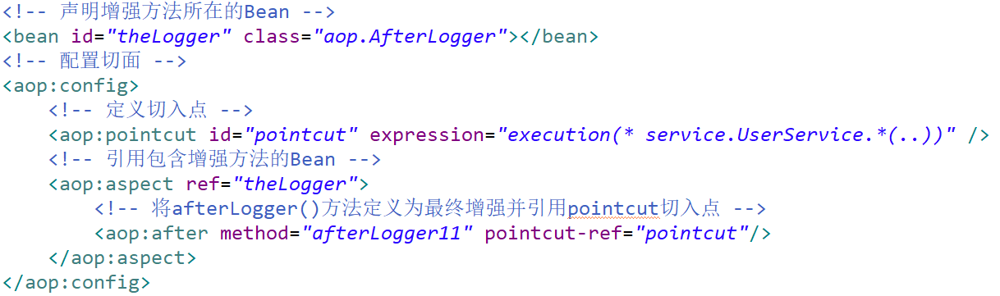 <!-- 声明增强方法所在的Bean -->
<bean id="theLogger" class="aop.AfterLogger"></bean>
<!-- 配置切面 -->
<aop:config>
    <!-- 定义切入点 -->
    <aop:pointcut id="pointcut" expression="execution(* service.UserService.*(..))" />
    <!-- 引用包含增强方法的Bean -->
    <aop:aspect ref="theLogger">
        <!-- 将afterLogger()方法定义为最终增强并引用pointcut切入点 -->
        <aop:after method="afterLogger11" pointcut-ref="pointcut"/>
    </aop:aspect>
</aop:config>